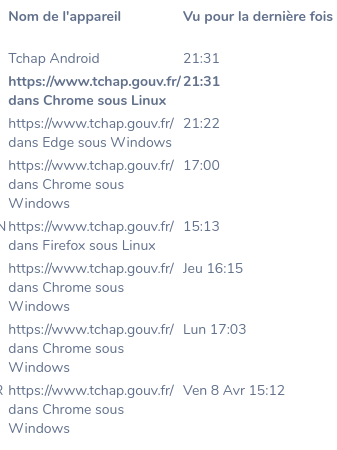 Nom de l'appareil Vu pour la dernière fois
Tchap Android 21:31
https://www.tchap.gouv.fr/ 21:31
dans Chrome sous Linux
https://www.tchap.gouv.fr/ 21:22
dans Edge sous Windows
https://www.tchap.gouv.fr/ 17:00
dans Chrome sous
Windows
N https://www.tchap.gouv.fr/ 15:13
dans Firefox sous Linux
https://www.tchap.gouv.fr/ Jeu 16:15
dans Chrome sous
Windows
https://www.tchap.gouv.fr/ Lun 17:03
dans Chrome sous
Windows
R https://www.tchap.gouv.fr/ Ven 8 Avr 15:12
dans Chrome sous
Windows